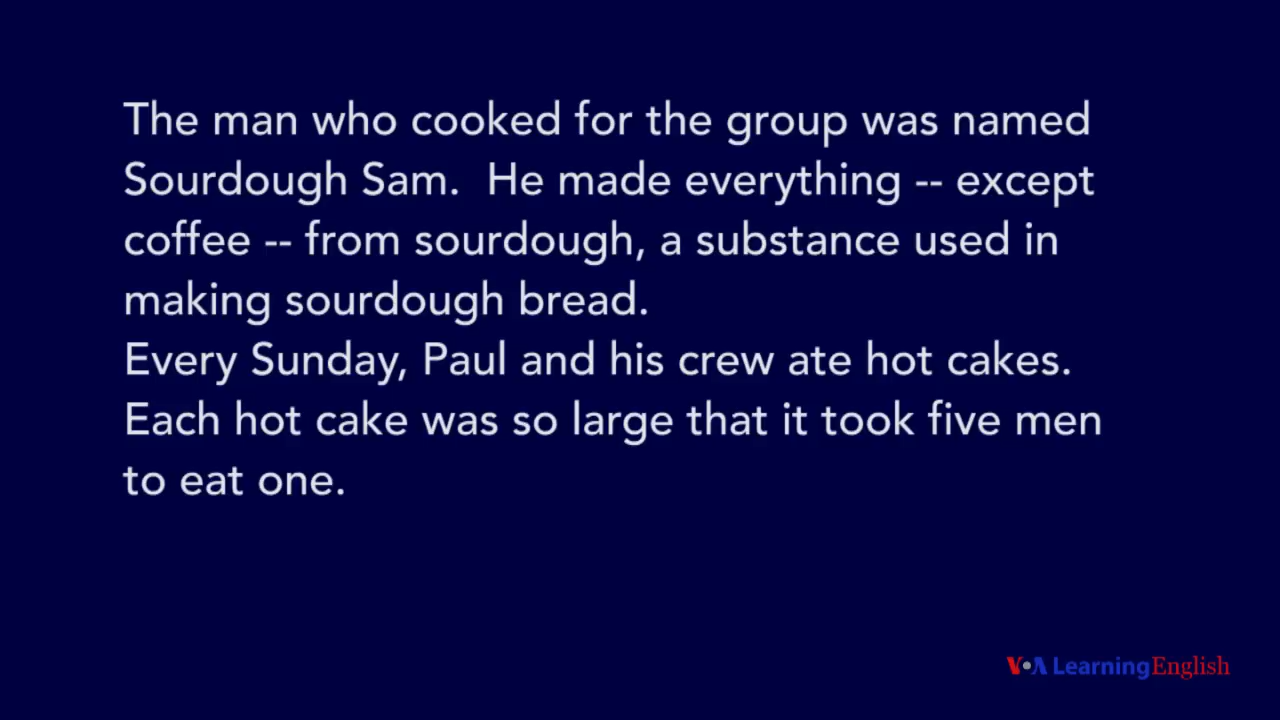 The man who cooked for the group was named
Sourdough Sam.  He made everything -- except
coffee -- from sourdough, a substance used in
making sourdough bread.
Every Sunday, Paul and his crew ate hot cakes.
Each hot cake was so large that it took five men
to eat one.
VOA Learning English